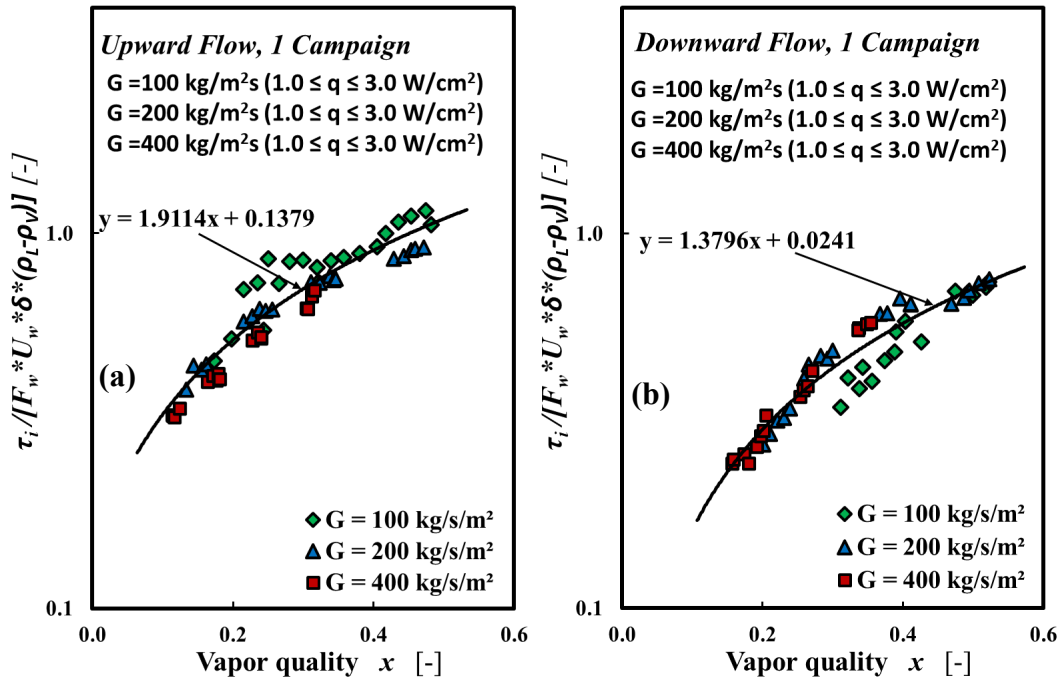 Upward Flow, 1 Campaign
G =100 kg/m²s (1.0 ≤ q ≤ 3.0 W/cm²)
G =200 kg/m²s (1.0 ≤ q ≤ 3.0 W/cm²)
G =400 kg/m²s (1.0 ≤ q ≤ 3.0 W/cm²)
y = 1.9114x + 0.1379
1.0
(a)
τi /[Fw*Uw*δ*(ρL-ρV)] [-]
G = 100 kg/s/m²
G = 200 kg/s/m²
G = 400 kg/s/m²
0.1
0.0 0.2 0.4 0.6
Vapor quality x [-]
Downward Flow, 1 Campaign
G =100 kg/m²s (1.0 ≤ q ≤ 3.0 W/cm²)
G =200 kg/m²s (1.0 ≤ q ≤ 3.0 W/cm²)
G =400 kg/m²s (1.0 ≤ q ≤ 3.0 W/cm²)
y = 1.3796x + 0.0241
1.0
(b)
τi /[Fw*Uw*δ*(ρL-ρV)] [-]
G = 100 kg/s/m²
G = 200 kg/s/m²
G = 400 kg/s/m²
0.1
0.0 0.2 0.4 0.6
Vapor quality x [-]